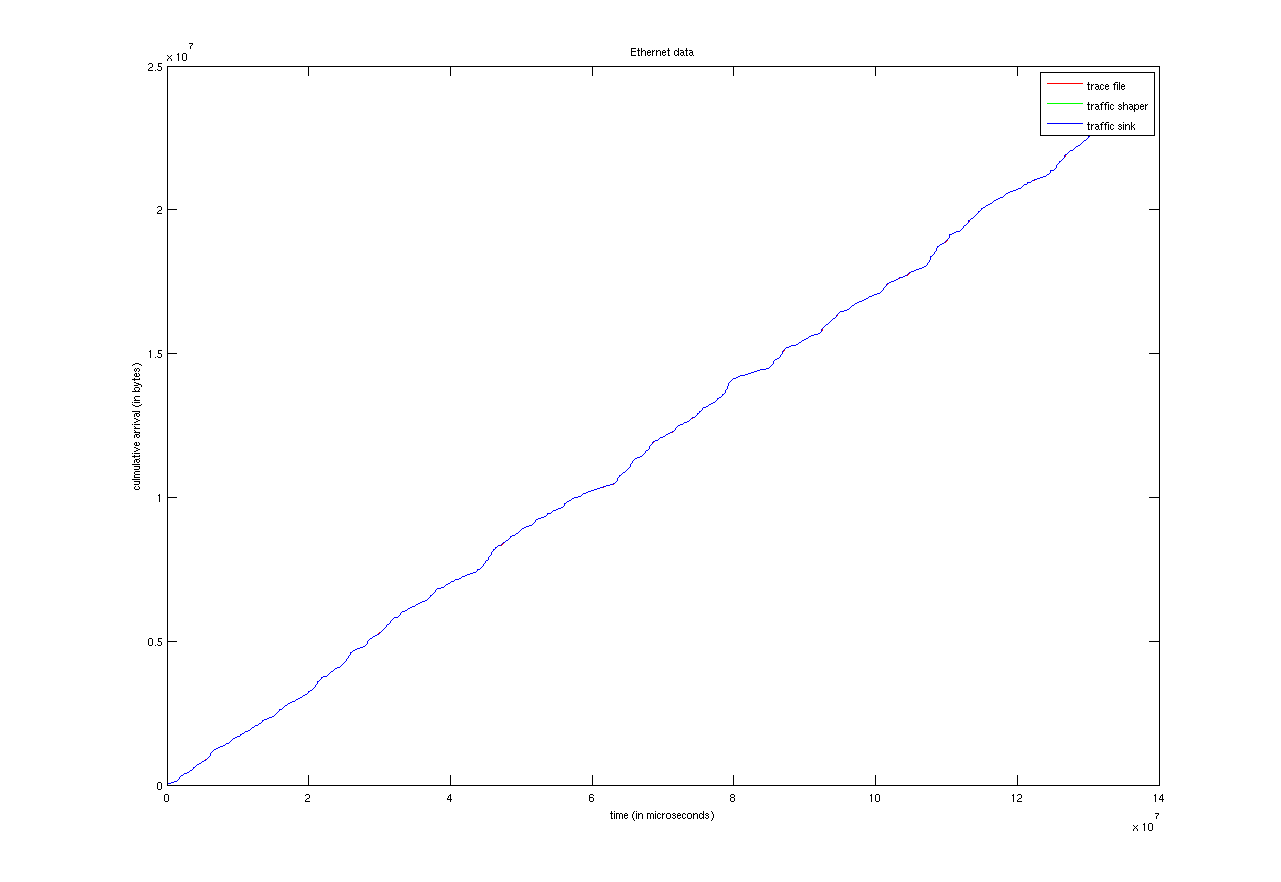 Ethernet data
x 10
7
2.5
2
1.5
1
0.5
0
culmulative arrival (in bytes)
trace file
traffic shaper
traffic sink
0 2 4 6 8 10 12 14
time (in microseconds)
x 10
7